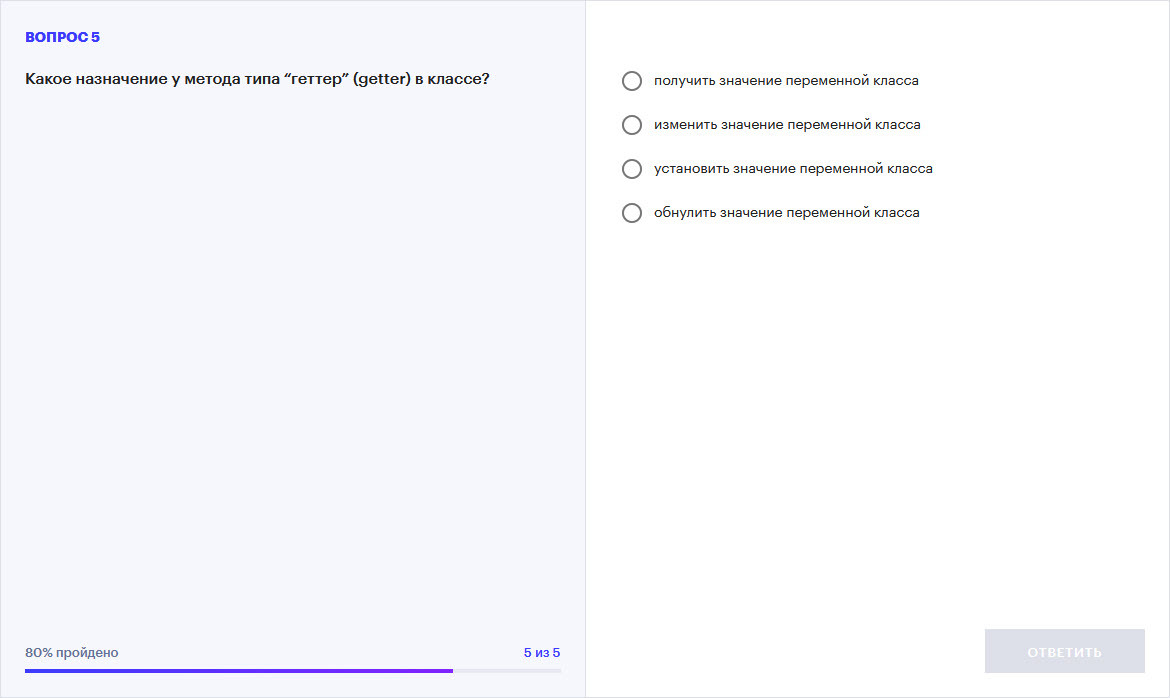 ВОПРОС 5
Какое назначение у метода типа “геттер” (getter) в классе?
получить значение переменной класса
изменить значение переменной класса
установить значение переменной класса
обнулить значение переменной класса
80% пройдено
5 из 5
ОТВЕТИТЬ